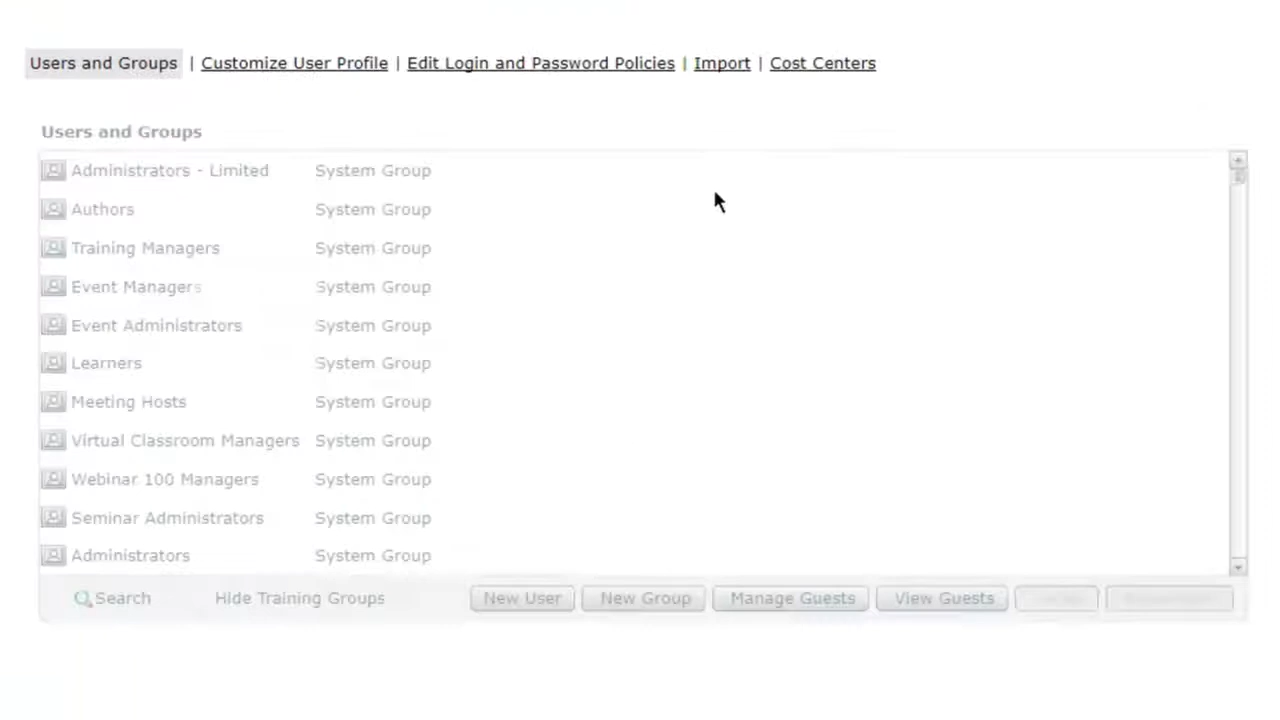 Users and Groups | Customize User Profile | Edit Login and Password Policies | Import | Cost Centers
Users and Groups
Administrators - Limited System Group
Authors System Group
Training Managers System Group
Event Managers System Group
Event Administrators System Group
Learners System Group
Meeting Hosts System Group
Virtual Classroom Managers System Group
Webinar 100 Managers System Group
Seminar Administrators System Group
Administrators System Group
Search Hide Training Groups New User New Group Manage Guests View Guests